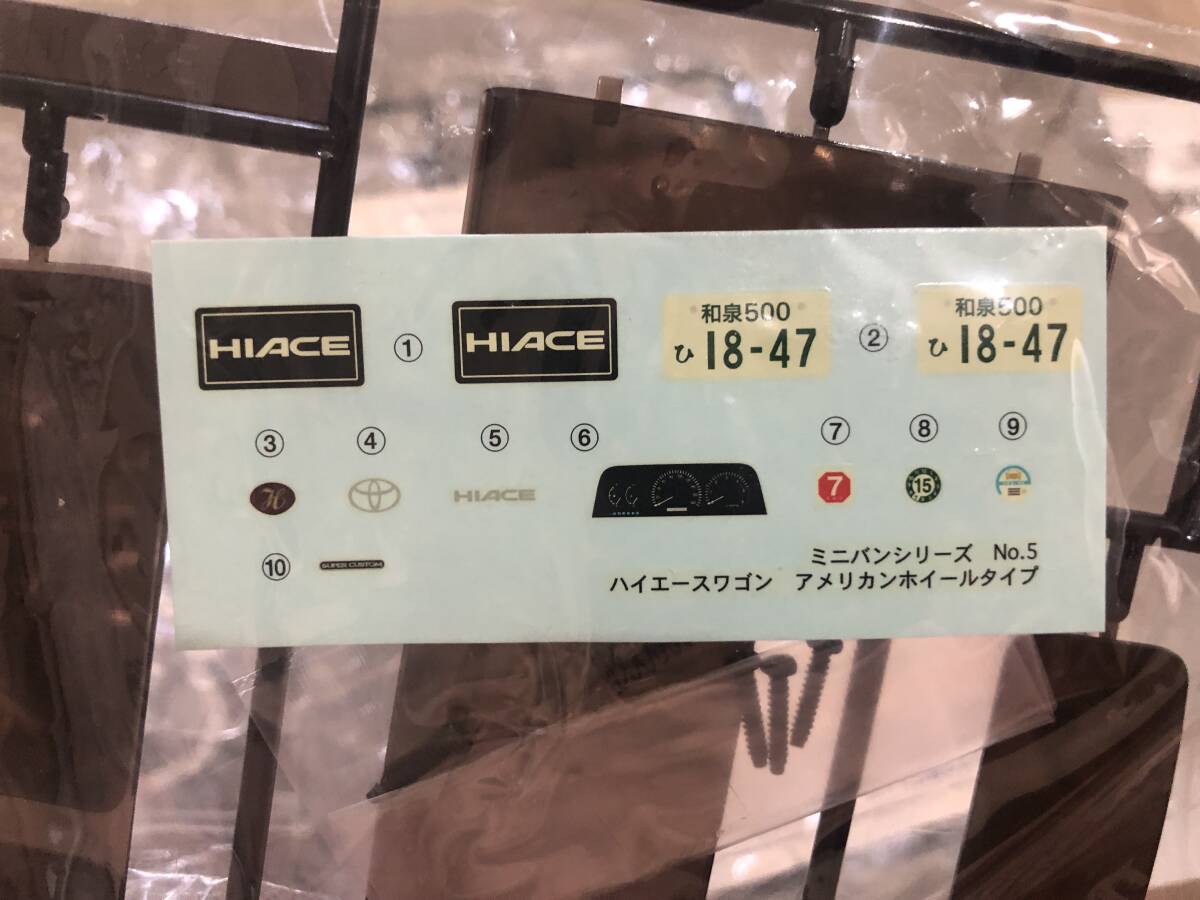 HIACE ① HIACE
和泉500
ひ 18-47
②
和泉500
ひ 18-47
③ ④ ⑤ ⑥ ⑦ ⑧ ⑨
H HIACE 7 15
⑩ SUPER CUSTOM
ミニバンシリーズ No.5
ハイエースワゴン アメリカンホイールタイプ